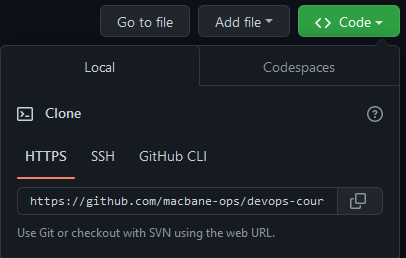 Go to file Add file Code
Local Codespaces
Clone
HTTPS SSH GitHub CLI
https://github.com/macbane-ops/devops-cour
Use Git or checkout with SVN using the web URL.